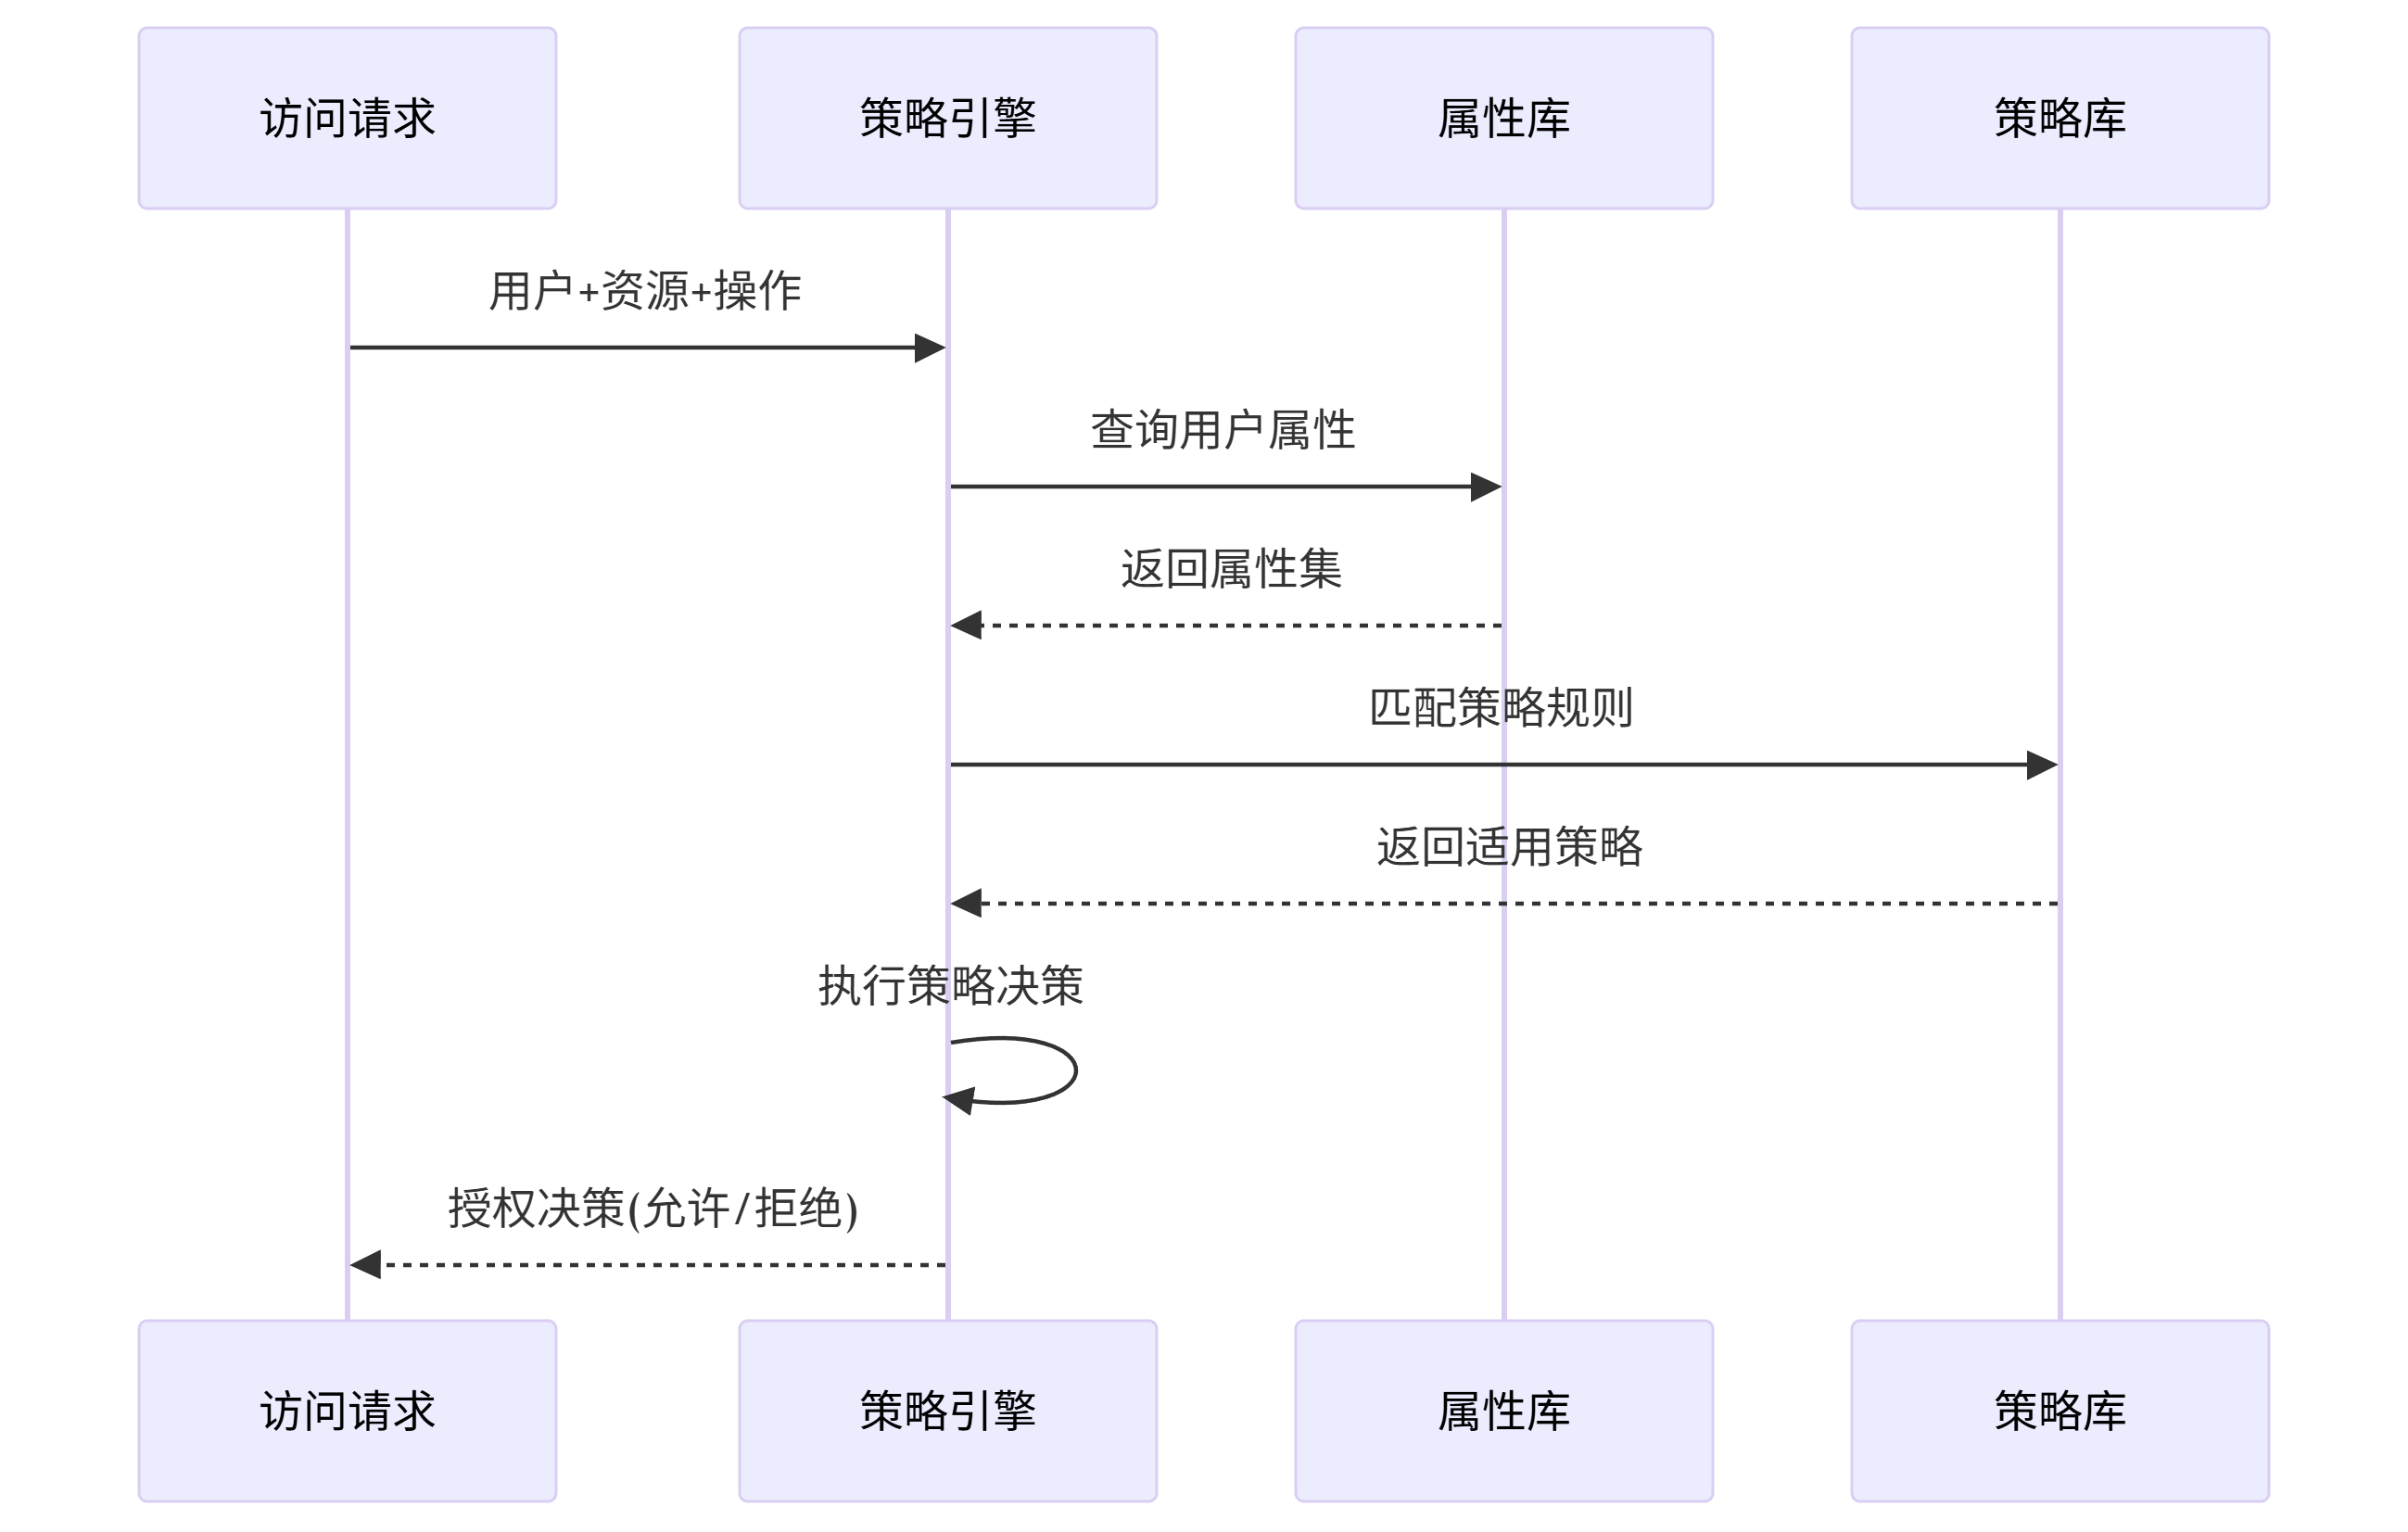 访问请求
策略引擎
属性库
策略库
用户+资源+操作
查询用户属性
返回属性集
匹配策略规则
返回适用策略
执行策略决策
授权决策(允许/拒绝)
访问请求
策略引擎
属性库
策略库